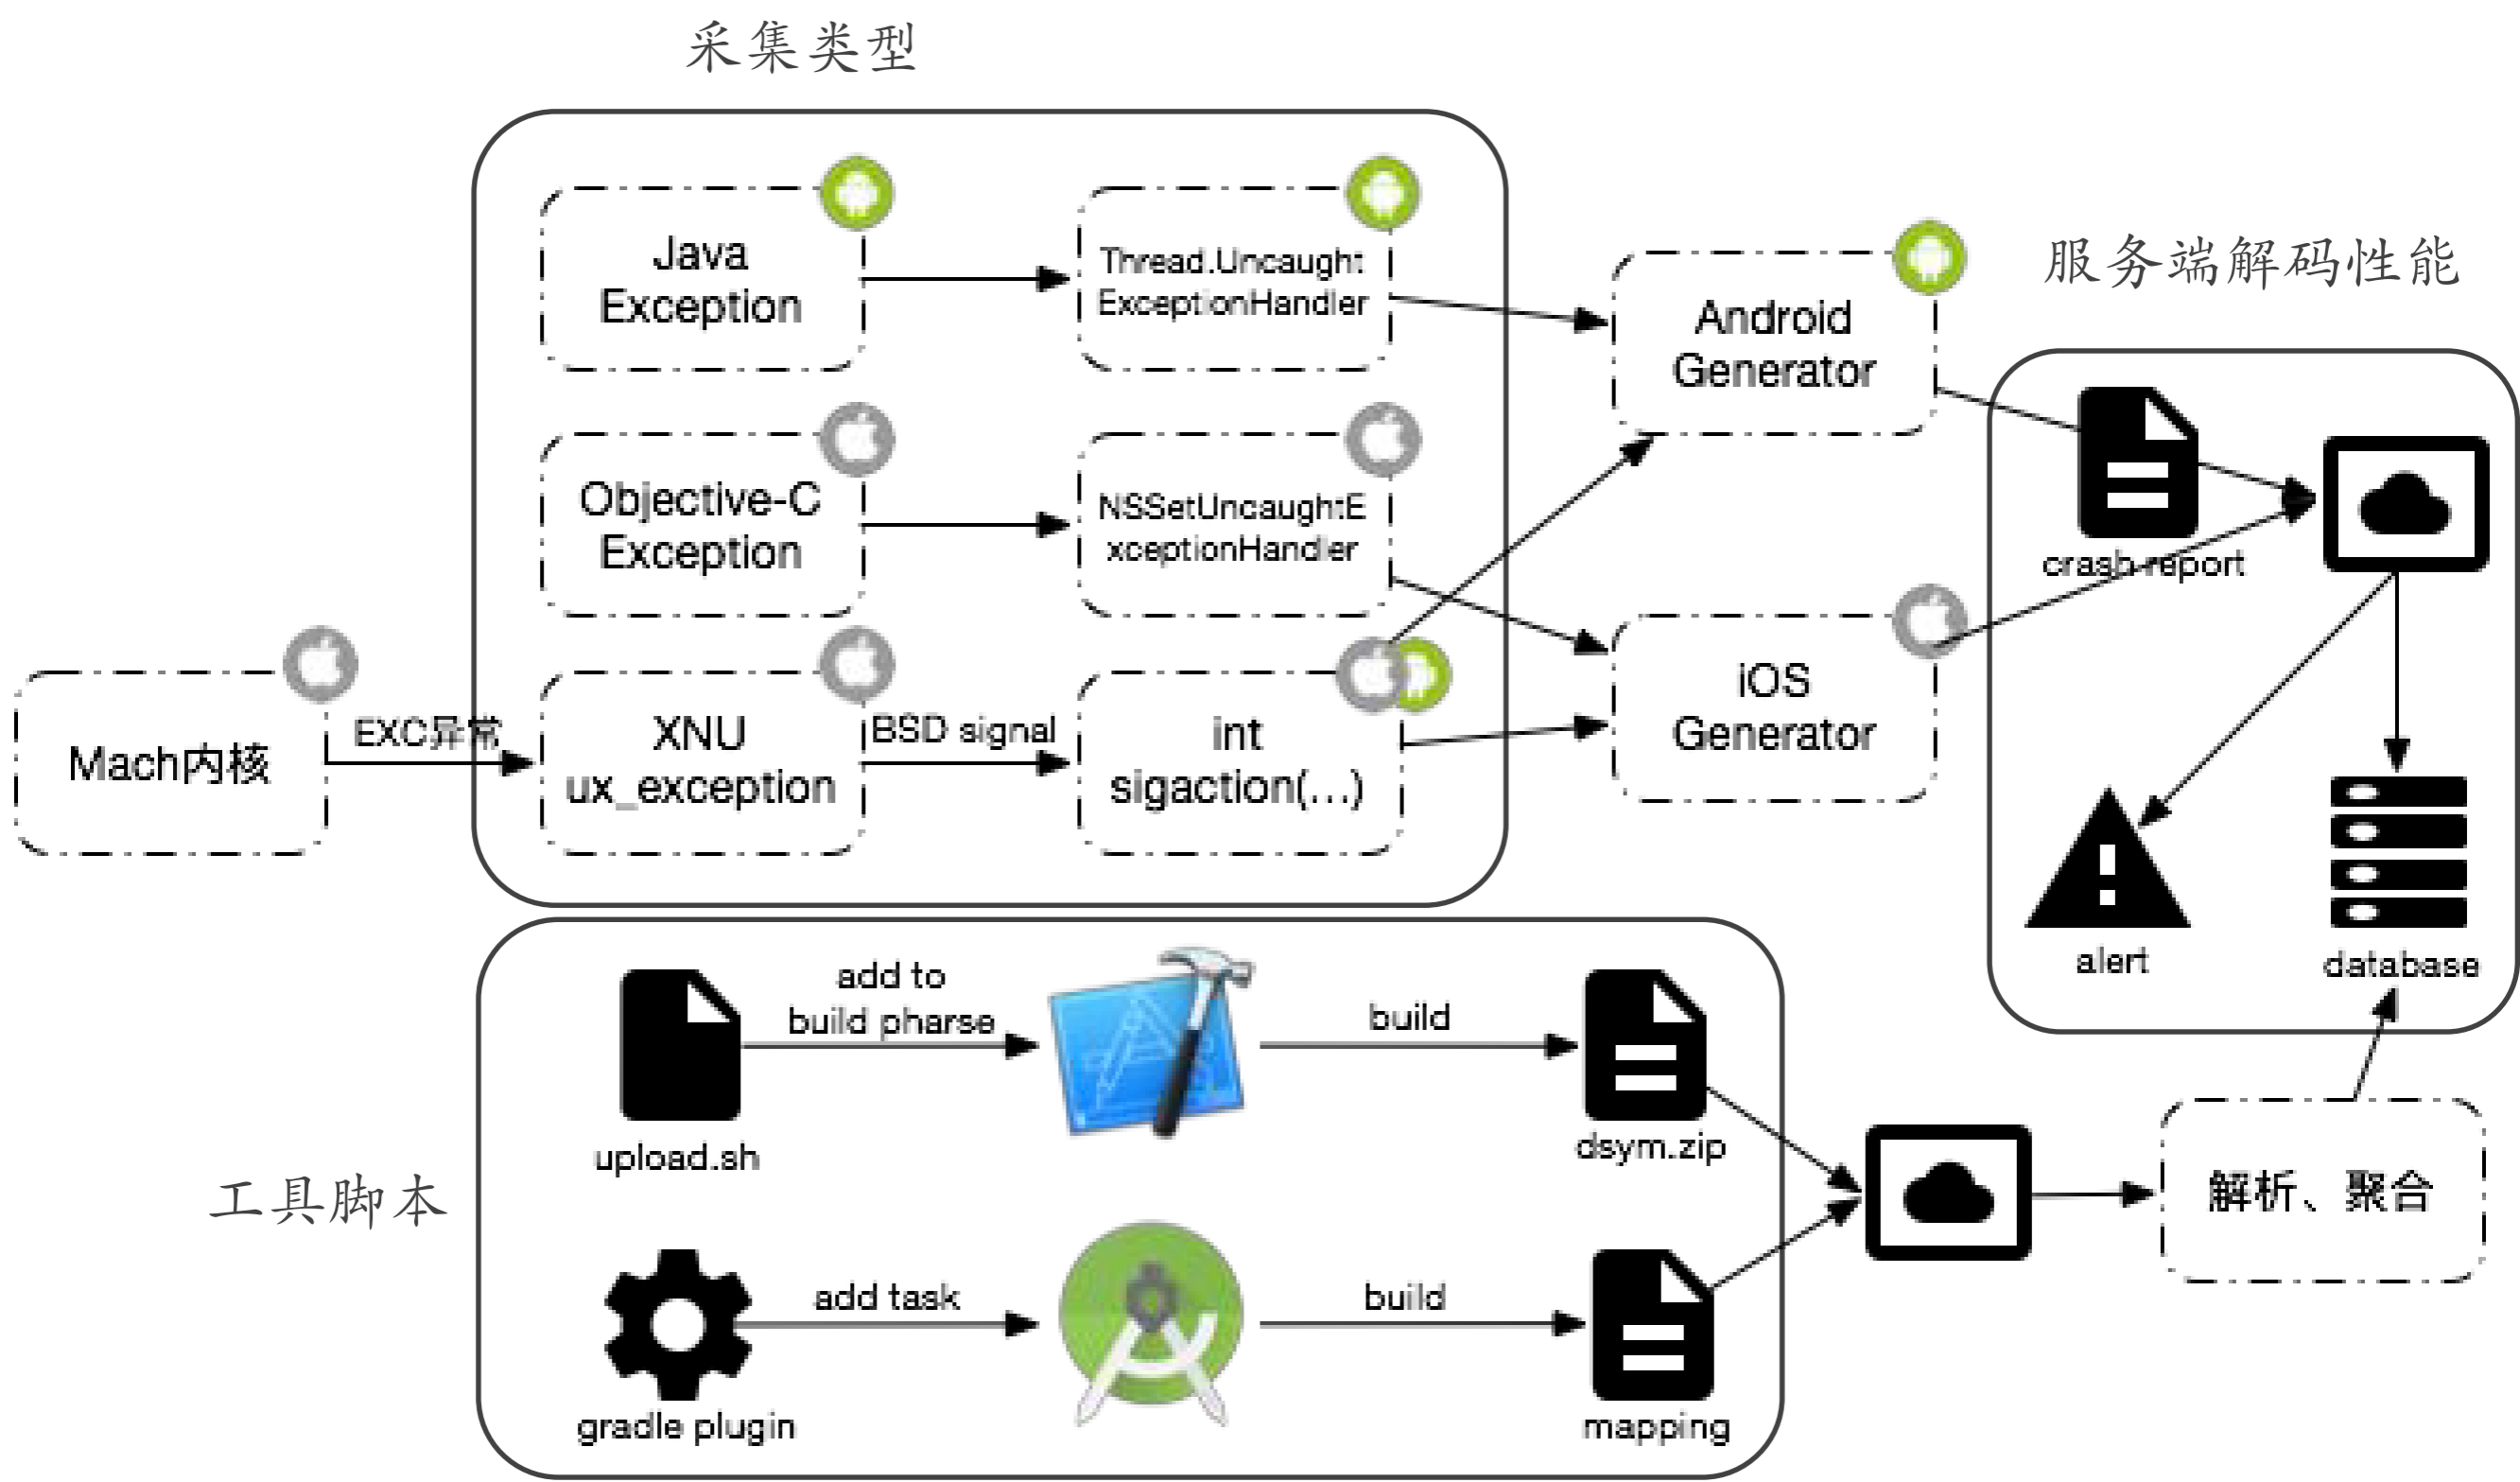 采集类型
Java
Exception
Thread.Uncaught
ExceptionHandler
Android
Generator
服务端解码性能
Objective-C
Exception
NSSetUncaughtE
xceptionHandler
crash report
Mach内核
EXC异常
XNU
ux_exception
BSD signal
int
sigaction(...)
iOS
Generator
alert
database
工具脚本
upload.sh
add to
build pharse
build
dsym.zip
gradle plugin
add task
build
mapping
解析、聚合